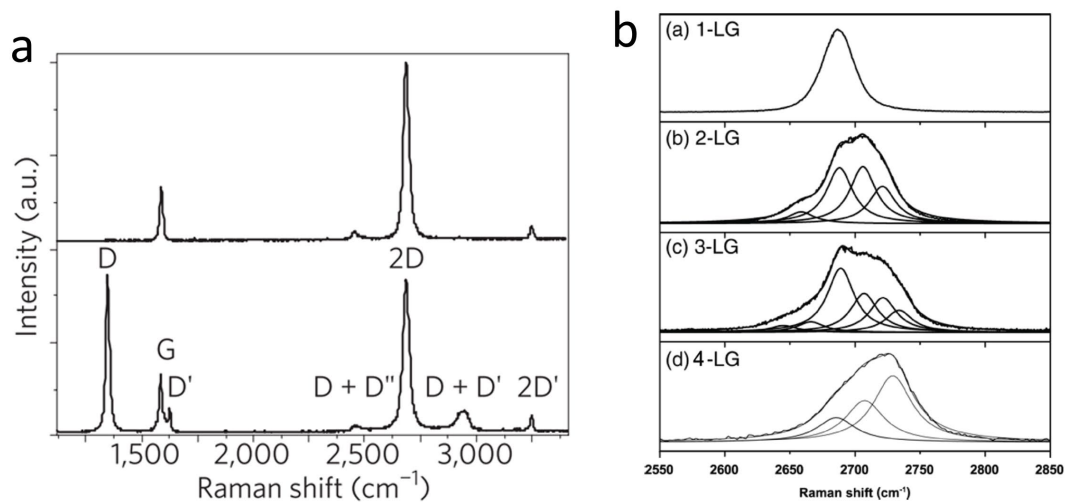 a
Intensity (a.u.)
D
2D
G
D'
D + D"
D + D'
2D'
1,500
2,000
2,500
3,000
Raman shift (cm⁻¹)
b
(a) 1-LG
(b) 2-LG
(c) 3-LG
(d) 4-LG
2550
2600
2650
2700
2750
2800
2850
Raman shift (cm⁻¹)